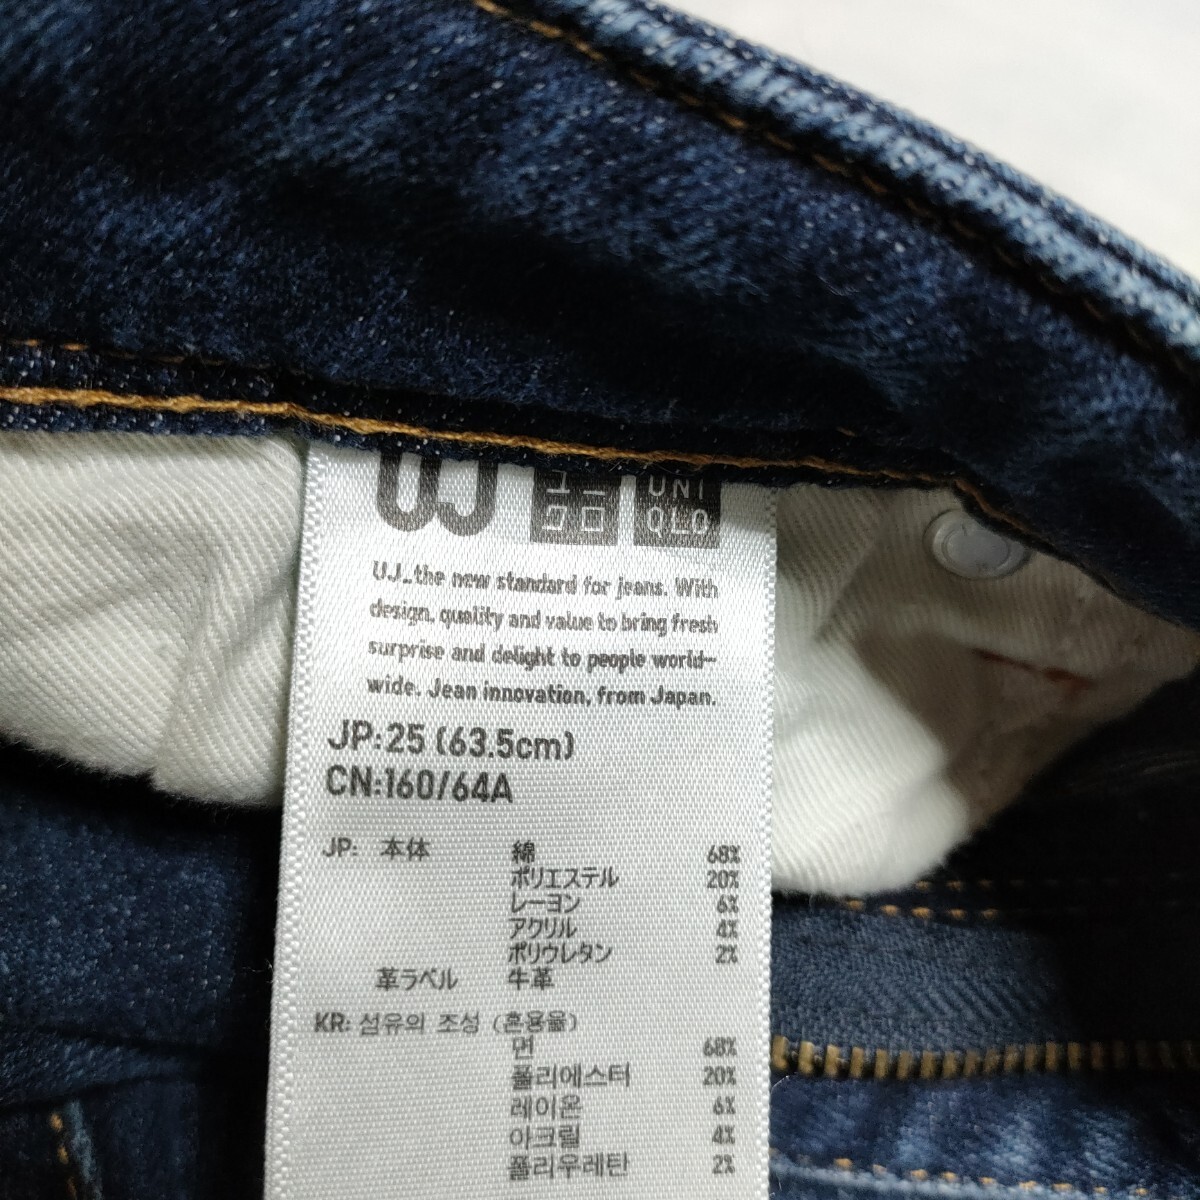 UJ
ユニ
クロ
UNI
QLO
UJ_the new standard for jeans. With
design, quality and value to bring fresh
surprise and delight to people world-
wide. Jean innovation, from Japan.
JP:25 (63.5cm)
CN:160/64A
JP: 本体 綿 68%
ポリエステル 20%
レーヨン 6%
アクリル 4%
ポリウレタン 2%
革ラベル 牛革
KR: 섬유의 조성 (혼용율)
면 68%
폴리에스터 20%
레이온 6%
아크릴 4%
폴리우레탄 2%